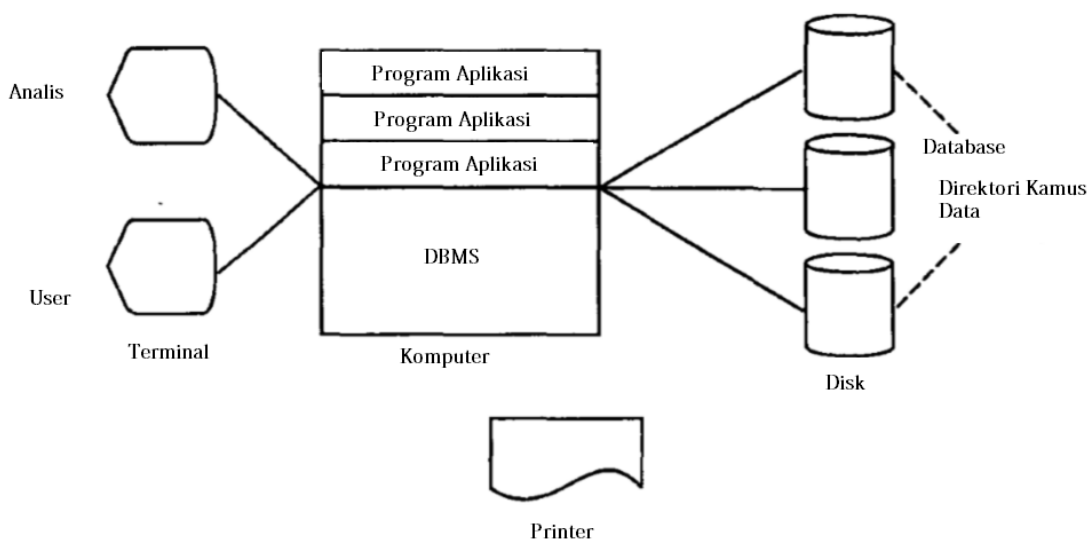 Analis
User
Terminal
Program Aplikasi
Program Aplikasi
Program Aplikasi
DBMS
Komputer
Database
Direktori Kamus
Data
Disk
Printer